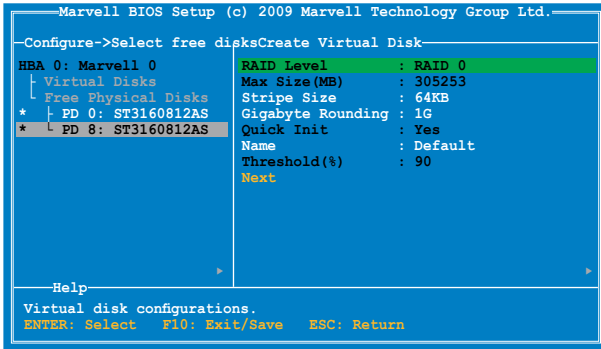 Marvell BIOS Setup (c) 2009 Marvell Technology Group Ltd.
Configure->Select free disksCreate Virtual Disk
HBA 0: Marvell 0
Virtual Disks
Free Physical Disks
* PD 0: ST3160812AS
* PD 8: ST3160812AS
RAID Level : RAID 0
Max Size(MB) : 305253
Stripe Size : 64KB
Gigabyte Rounding : 1G
Quick Init : Yes
Name : Default
Threshold(%) : 90
Next
Help
Virtual disk configurations.
ENTER: Select F10: Exit/Save ESC: Return